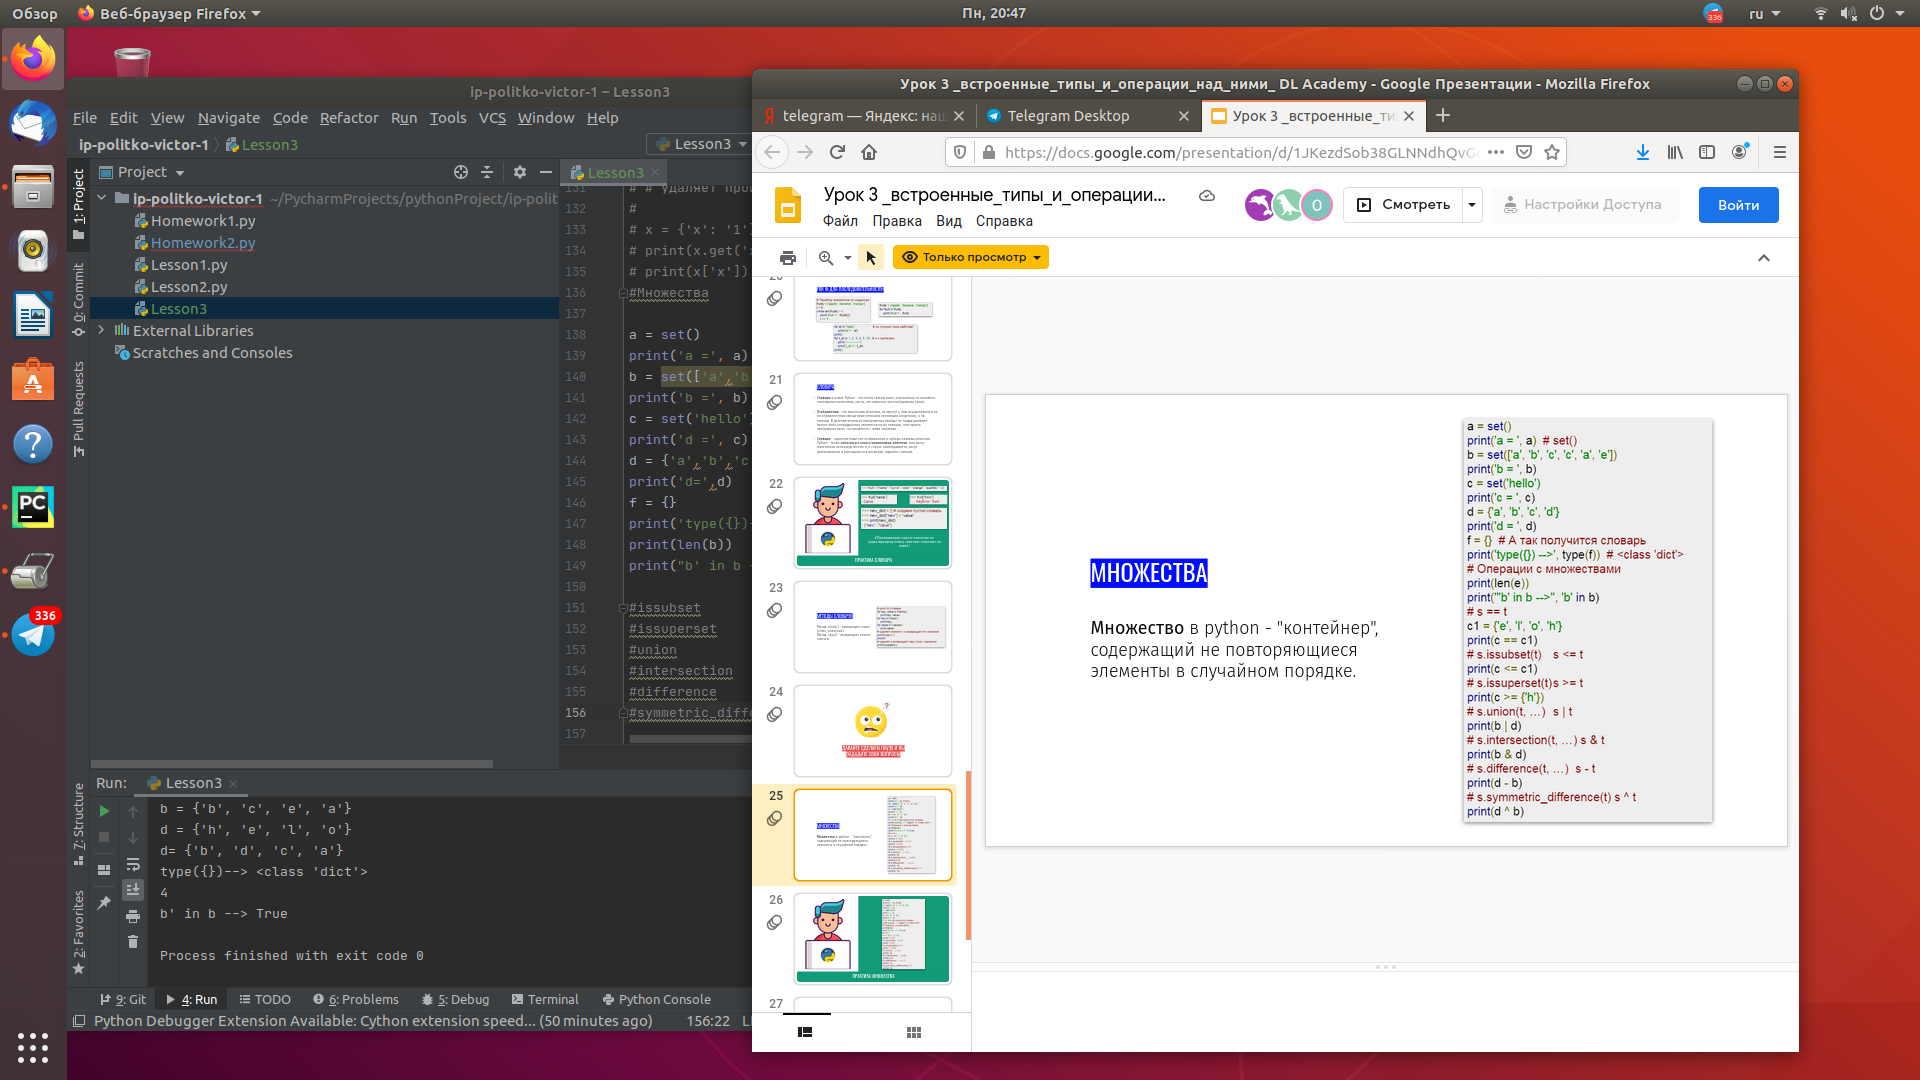 Обзор
Веб-браузер Firefox
Пн, 20:47
336
ru
ip-politko-victor-1 – Lesson3
File Edit View Navigate Code Refactor Run Tools VCS Window Help
ip-politko-victor-1 Lesson3
Lesson3
Project
Lesson3
1: Project
0: Commit
Pull Requests
7: Structure
2: Favorites
ip-politko-victor-1 ~/PycharmProjects/pythonProject/ip-polit
Homework1.py
Homework2.py
Lesson1.py
Lesson2.py
Lesson3
External Libraries
Scratches and Consoles
132 #
133 # x = {'x': '1'
134 # print(x.get('x
135 # print(x['x'])
136 #Множества
137
138 a = set()
139 print('a =', a)
140 b = set(['a','b
141 print('b =', b)
142 c = set('hello'
143 print('d =', c)
144 d = {'a','b','c
145 print('d=',d)
146 f = {}
147 print('type({})
148 print(len(b))
149 print("b' in b
150
151 #issubset
152 #issuperset
153 #union
154 #intersection
155 #difference
156 #symmetric_diffe
157
Run: Lesson3
b = {'b', 'c', 'e', 'a'}
d = {'h', 'e', 'l', 'o'}
d= {'b', 'd', 'c', 'a'}
type({})--> <class 'dict'>
4
b' in b --> True
Process finished with exit code 0
9: Git 4: Run TODO 6: Problems 5: Debug Terminal Python Console
Python Debugger Extension Available: Cython extension speed... (50 minutes ago) 156:22
336
Урок 3 _встроенные_типы_и_операции_над_ними_ DL Academy - Google Презентации - Mozilla Firefox
telegram — Яндекс: наш
Telegram Desktop
Урок 3 _встроенные_ти
https://docs.google.com/presentation/d/1JKezdSob38GLNNdhQvG
Урок 3 _встроенные_типы_и_операции...
Файл Правка Вид Справка
0
Смотреть
Настройки Доступа
Войти
Только просмотр
21
22
ПРАКТИКА СЛОВАРИ
23
24
25
26
ПРАКТИКА МНОЖЕСТВА
27
МНОЖЕСТВА
Множество в python - "контейнер",
содержащий не повторяющиеся
элементы в случайном порядке.
a = set()
print('a = ', a) # set()
b = set(['a', 'b', 'c', 'c', 'a', 'e'])
print('b = ', b)
c = set('hello')
print('c = ', c)
d = {'a', 'b', 'c', 'd'}
print('d = ', d)
f = {} # А так получится словарь
print('type({}) -->', type(f)) # <class 'dict'>
# Операции с множествами
print(len(e))
print("'b' in b -->", 'b' in b)
# s == t
c1 = {'e', 'l', 'o', 'h'}
print(c == c1)
# s.issubset(t) s <= t
print(c <= c1)
# s.issuperset(t)s >= t
print(c >= {'h'})
# s.union(t, ...) s | t
print(b | d)
# s.intersection(t, ...) s & t
print(b & d)
# s.difference(t, ...) s - t
print(d - b)
# s.symmetric_difference(t) s ^ t
print(d ^ b)